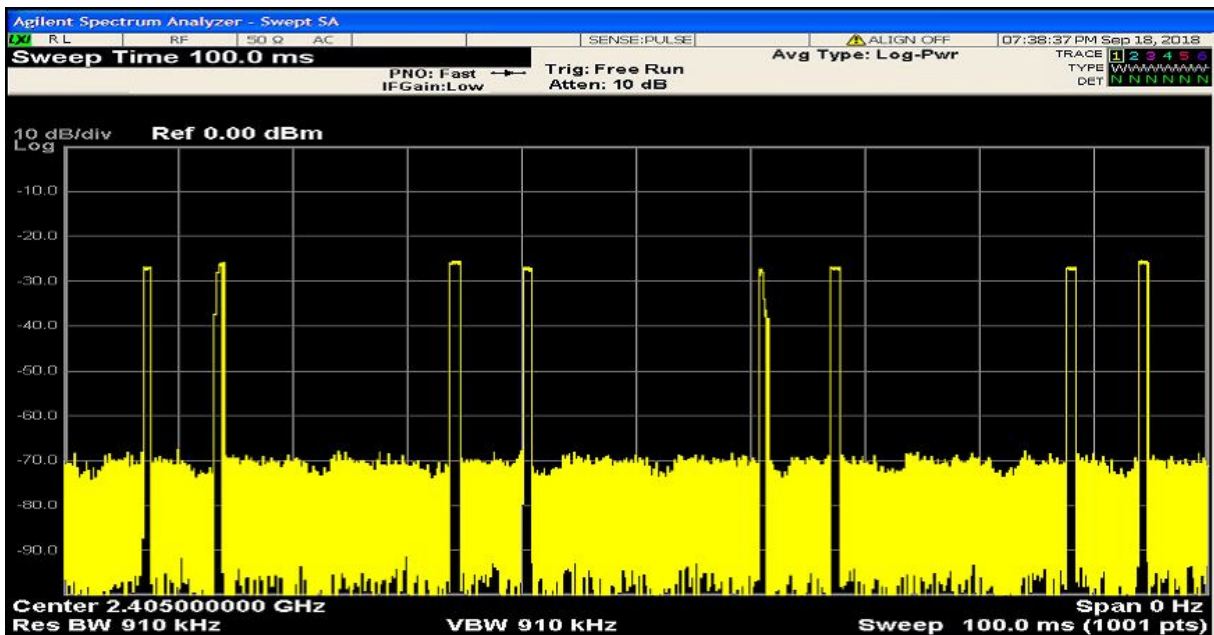 Agilent Spectrum Analyzer - Swept SA
LXI RL RF 50 Ω AC SENSE:PULSE ALIGN OFF 07:38:37 PM Sep 18, 2018
Sweep Time 100.0 ms
PNO: Fast
IFGain:Low
Trig: Free Run
Atten: 10 dB
Avg Type: Log-Pwr
TRACE 1 2 3 4 5 6
TYPE WWWWWW
DET N N N N N N
10 dB/div Ref 0.00 dBm
Log
-10.0
-20.0
-30.0
-40.0
-50.0
-60.0
-70.0
-80.0
-90.0
Center 2.405000000 GHz Span 0 Hz
Res BW 910 kHz VBW 910 kHz Sweep 100.0 ms (1001 pts)